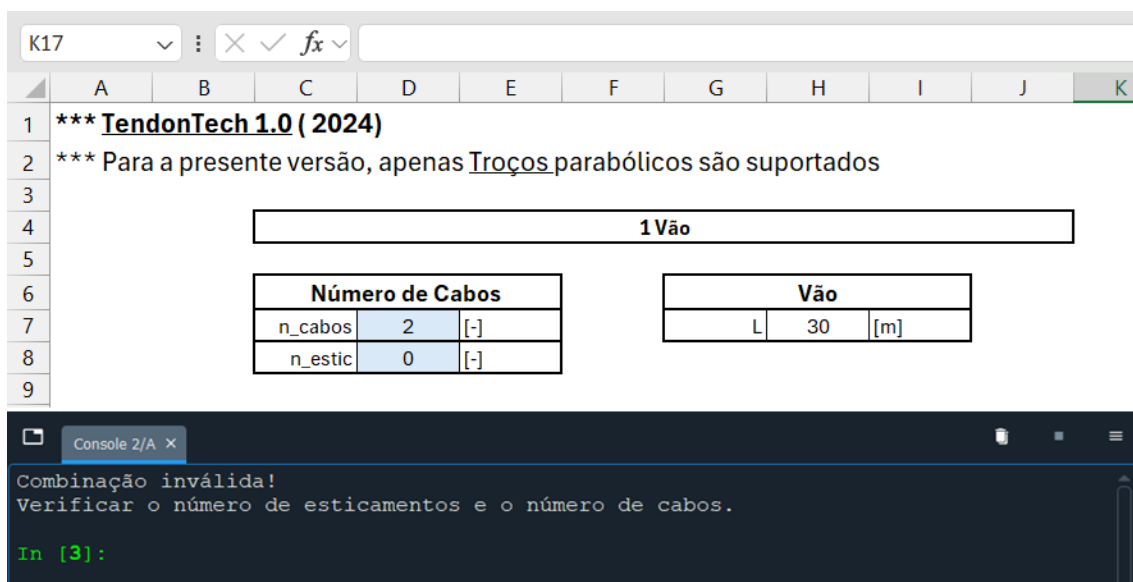 K17 fx
A B C D E F G H I J K
1 *** TendonTech 1.0 ( 2024)
2 *** Para a presente versão, apenas Troços parabólicos são suportados
3
4 1 Vão
5
6 Número de Cabos Vão
7 n_cabos 2 [-] L 30 [m]
8 n_estic 0 [-]
9
Console 2/A ×
Combinação inválida!
Verificar o número de esticamentos e o número de cabos.
In [3]: